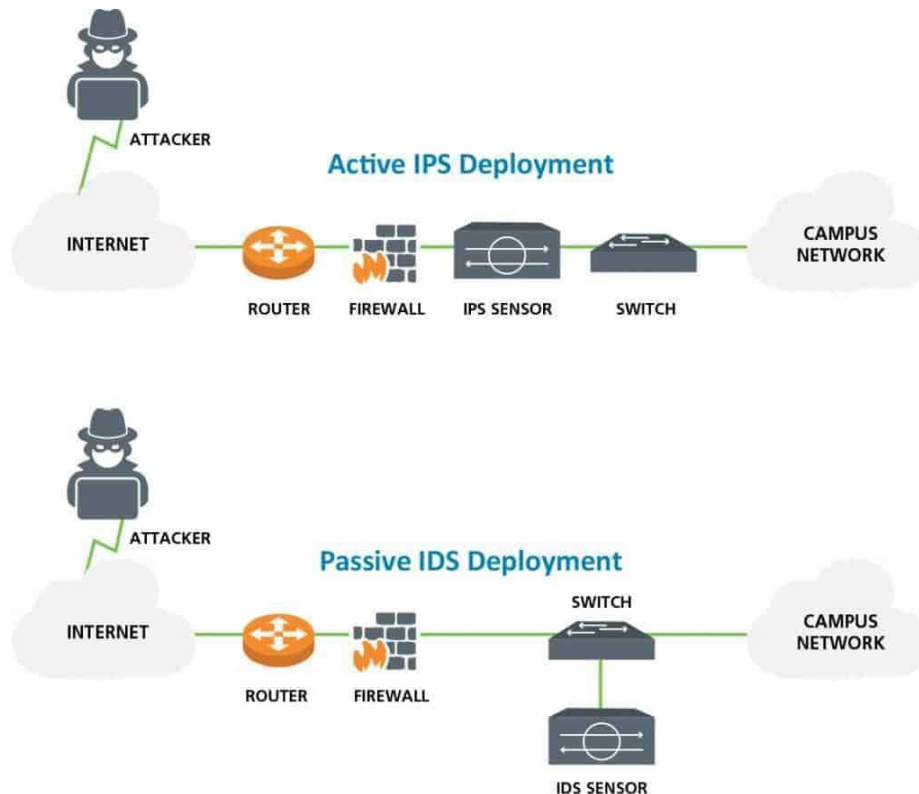 ATTACKER
Active IPS Deployment
INTERNET
CAMPUS
NETWORK
ROUTER
FIREWALL
IPS SENSOR
SWITCH
ATTACKER
Passive IDS Deployment
SWITCH
INTERNET
CAMPUS
NETWORK
ROUTER
FIREWALL
IDS SENSOR